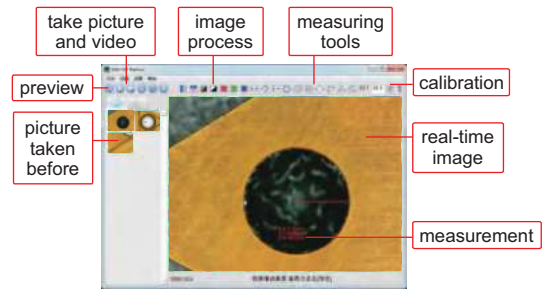 take picture
and video
image
process
measuring
tools
preview
calibration
picture
taken
before
real-time
image
measurement